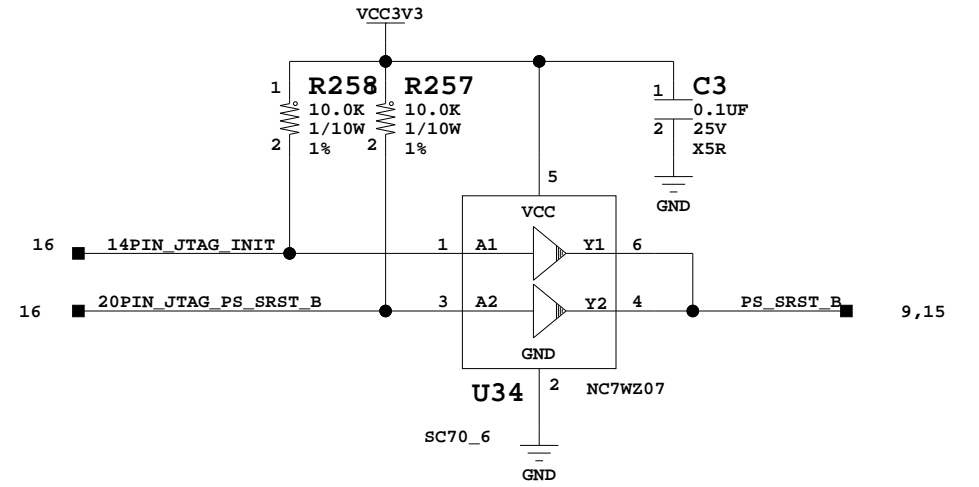 VCC3V3
1 R258 1 R257 1 C3
10.0K 10.0K 0.1UF
1/10W 1/10W 2 25V
2 1% 2 1% X5R
5
GND
VCC
16 14PIN_JTAG_INIT 1 A1 Y1 6
16 20PIN_JTAG_PS_SRST_B 3 A2 Y2 4 PS_SRST_B 9,15
GND
U34 2 NC7WZ07
SC70_6
GND